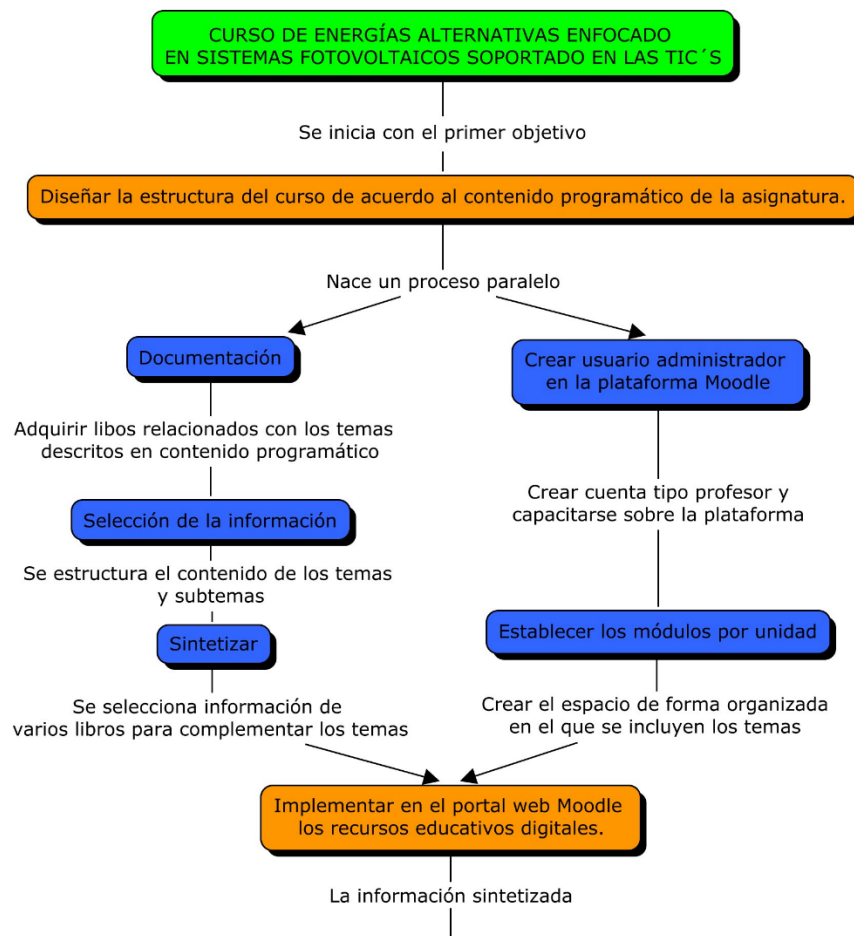 CURSO DE ENERGÍAS ALTERNATIVAS ENFOCADO
EN SISTEMAS FOTOVOLTAICOS SOPORTADO EN LAS TIC´S
Se inicia con el primer objetivo
Diseñar la estructura del curso de acuerdo al contenido programático de la asignatura.
Nace un proceso paralelo
Documentación
Adquirir libos relacionados con los temas
descritos en contenido programático
Selección de la información
Se estructura el contenido de los temas
y subtemas
Sintetizar
Se selecciona información de
varios libros para complementar los temas
Crear usuario administrador
en la plataforma Moodle
Crear cuenta tipo profesor y
capacitarse sobre la plataforma
Establecer los módulos por unidad
Crear el espacio de forma organizada
en el que se incluyen los temas
Implementar en el portal web Moodle
los recursos educativos digitales.
La información sintetizada